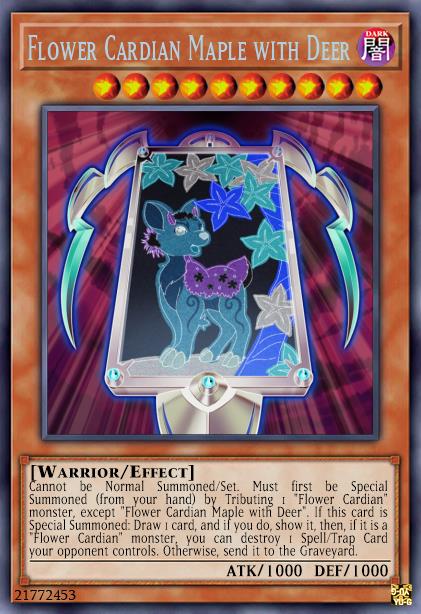 FLOWER CARDIAN MAPLE WITH DEER
DARK
闇
[WARRIOR/EFFECT]
Cannot be Normal Summoned/Set. Must first be Special
Summoned (from your hand) by Tributing 1 "Flower Cardian"
monster, except "Flower Cardian Maple with Deer". If this card is
Special Summoned: Draw 1 card, and if you do, show it, then, if it is a
"Flower Cardian" monster, you can destroy 1 Spell/Trap Card
your opponent controls. Otherwise, send it to the Graveyard.
ATK/1000 DEF/1000
21772453